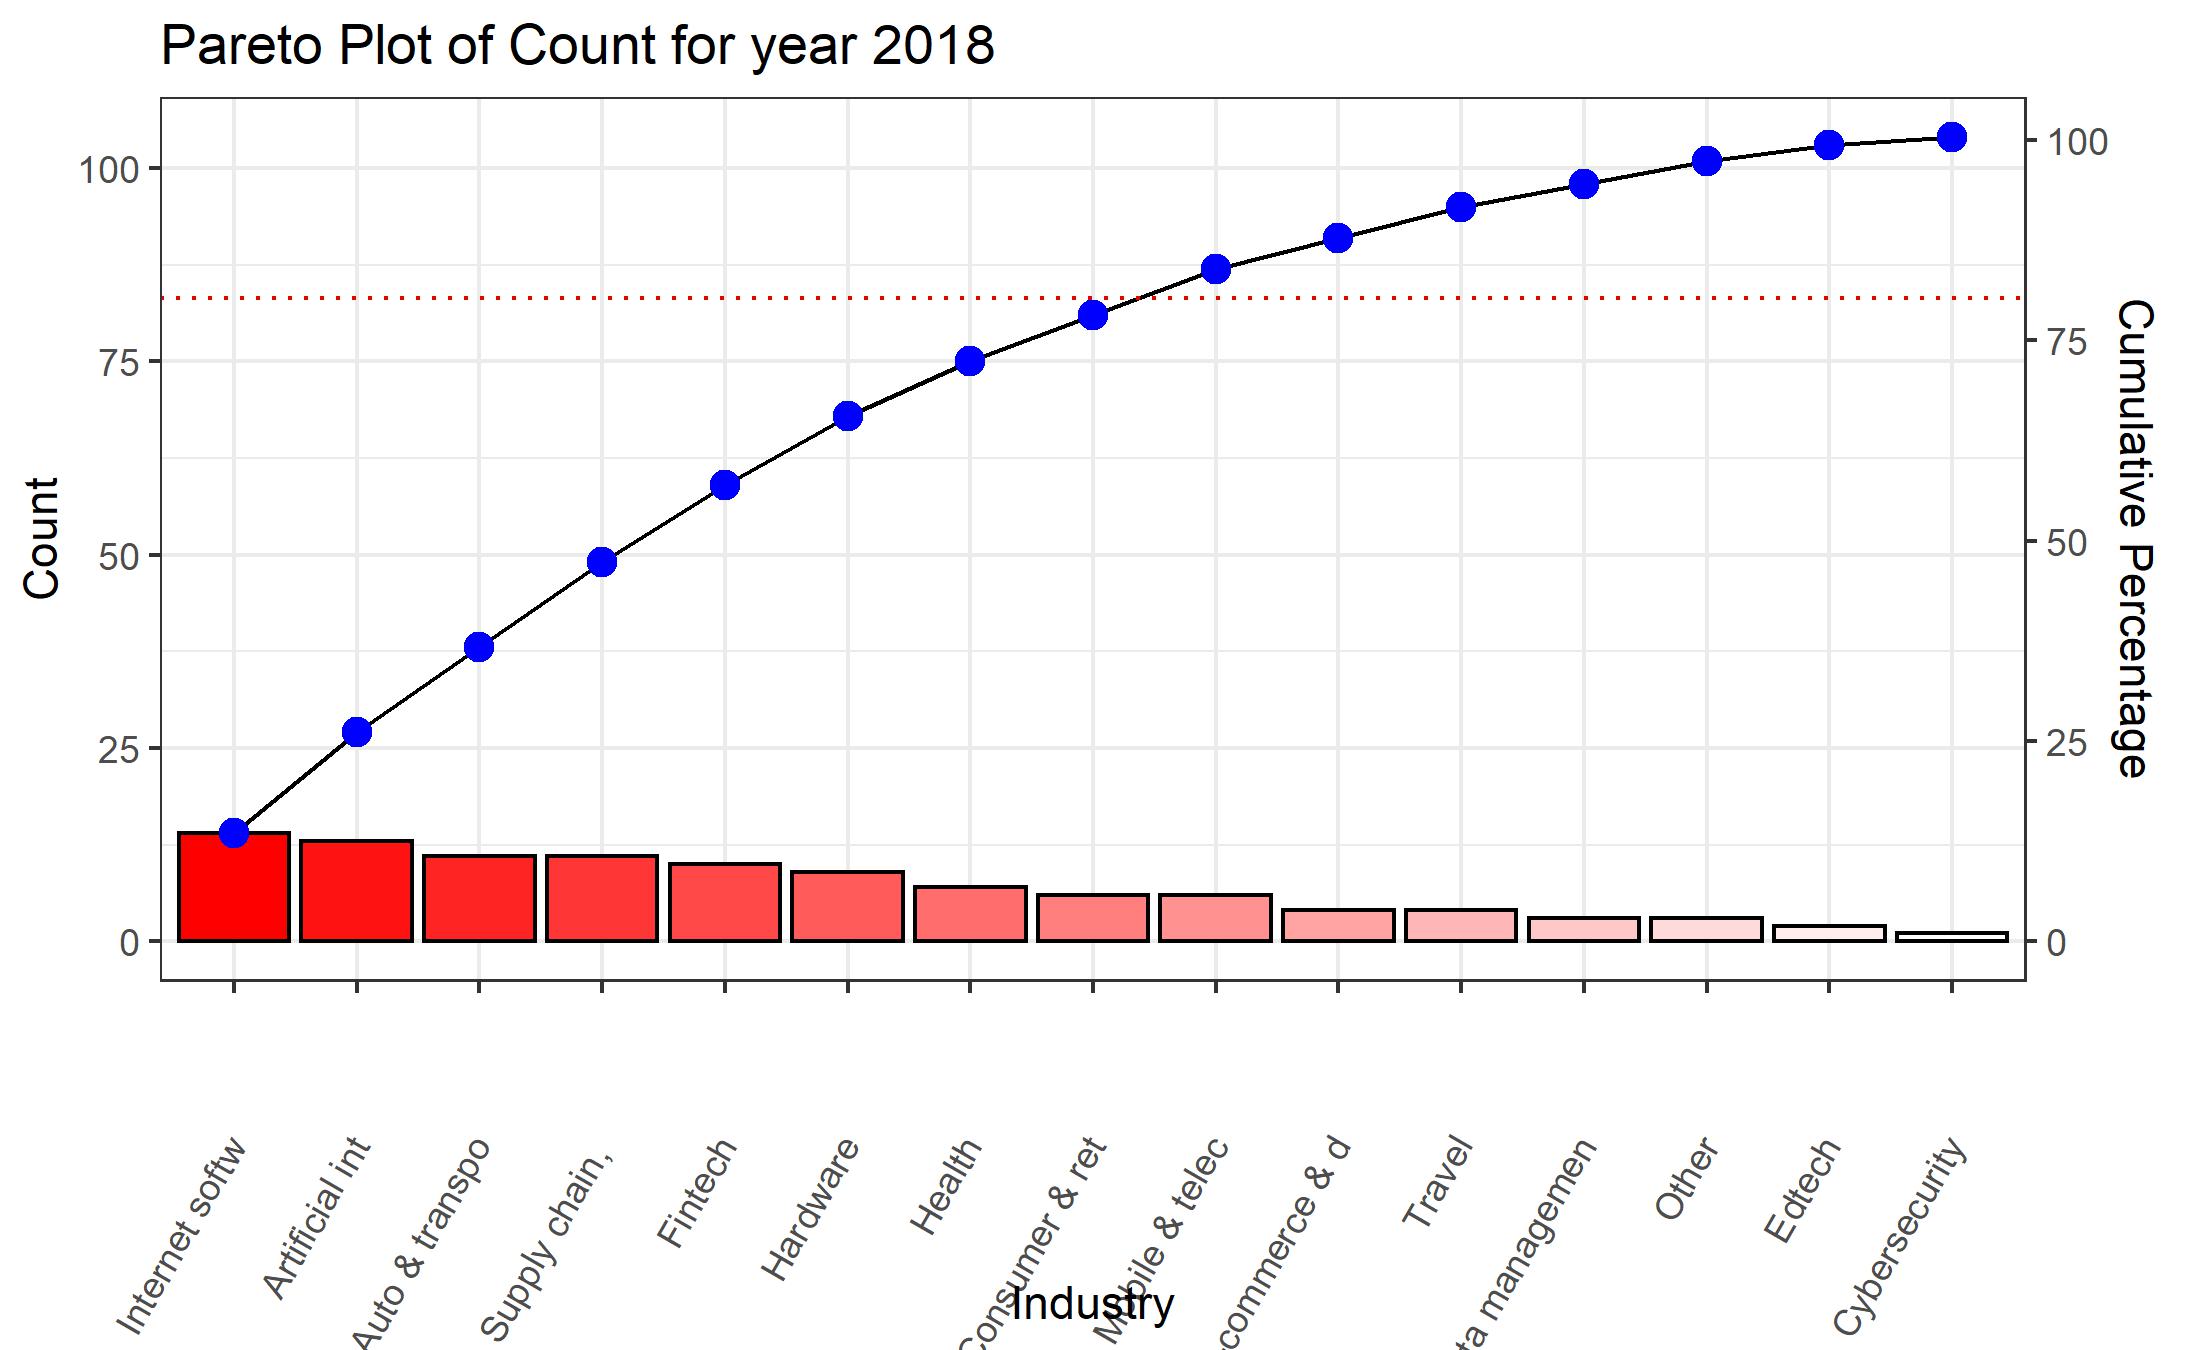 Pareto Plot of Count for year 2018
Count
100
75
50
25
0
Cumulative Percentage
100
75
50
25
0
Internet softw
Artificial int
Auto & transpo
Supply chain,
Fintech
Hardware
Health
Consumer & ret
Mobile & telec
commerce & d
Travel
ta managemen
Other
Edtech
Cybersecurity
Industry